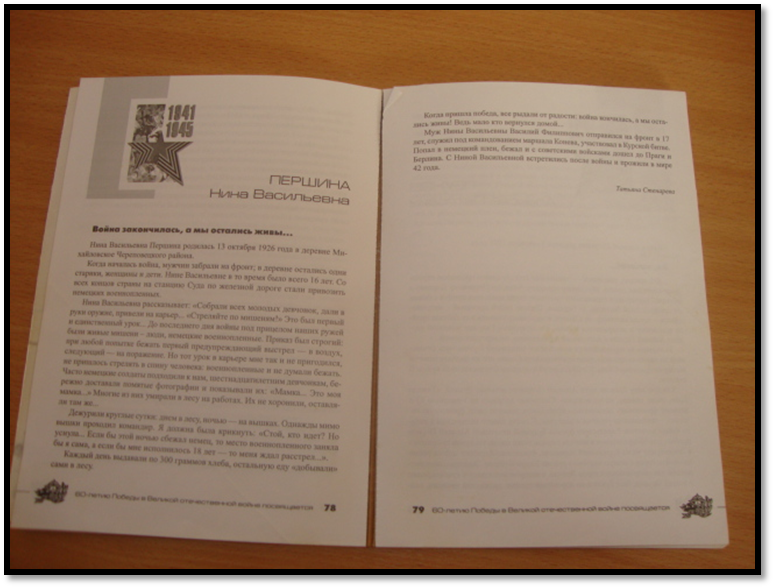 1941
1945
ПЕРШИНА
Нина Васильевна
Война закончилась, а мы остались живы...
Нина Васильевна Першина родилась 13 октября 1926 года в деревне Ми-
хайловское Череповецкого района.
Когда началась война, мужчин забрали на фронт, в деревне остались одни
старики, женщины и дети. Нине Васильевне в то время было всего 16 лет. Со
всех концов страны на станцию Суда по железной дороге стали привозить
немецких военнопленных.
Нина Васильевна рассказывает: «Собрали всех молодых девчонок, дали в
руки оружие, привели на карьер... «Стреляйте по мишеням!» Это был первый
и единственный урок... До последнего дня войны под прицелом наших ружей
были живые мишени – люди, немецкие военнопленные. Приказ был строгий:
при любой попытке бежать первый предупреждающий выстрел — в воздух,
следующий — на поражение. Но тот урок в карьере мне так и не пригодился,
не пришлось стрелять в спину человека: военнопленные и не думали бежать.
Часто немецкие солдаты подходили к нам, шестнадцатилетним девчонкам, бе-
режно доставали помятые фотографии и показывали их: «Мамка... Это моя
мамка...» Многие из них умирали в лесу на работах. Их не хоронили, оставля-
ли там же...
Дежурили круглые сутки: днем в лесу, ночью — на вышках. Однажды мимо
вышки проходил командир. Я должна была крикнуть: «Стой, кто идет? Но
уснула... Если бы этой ночью сбежал немец, то место военнопленного заняла
бы я сама, а если бы мне исполнилось 18 лет — то меня ждал расстрел...».
Каждый день выдавали по 300 граммов хлеба, остальную еду «добывали»
сами в лесу.
60-летию Победы в Великой отечественной войне посвящается 78
Когда пришла победа, все рыдали от радости: война кончилась, а мы оста-
лись живы! Ведь мало кто вернулся домой...
Муж Нины Васильевны Василий Филиппович отправился на фронт в 17
лет, служил под командованием маршала Конева, участвовал в Курской битве.
Попал в немецкий плен, бежал и с советскими войсками дошел до Праги и
Берлина. С Ниной Васильевной встретились после войны и прожили в мире
42 года.
Татьяна
79 60-летию Победы в Великой отечественной войне посвящается